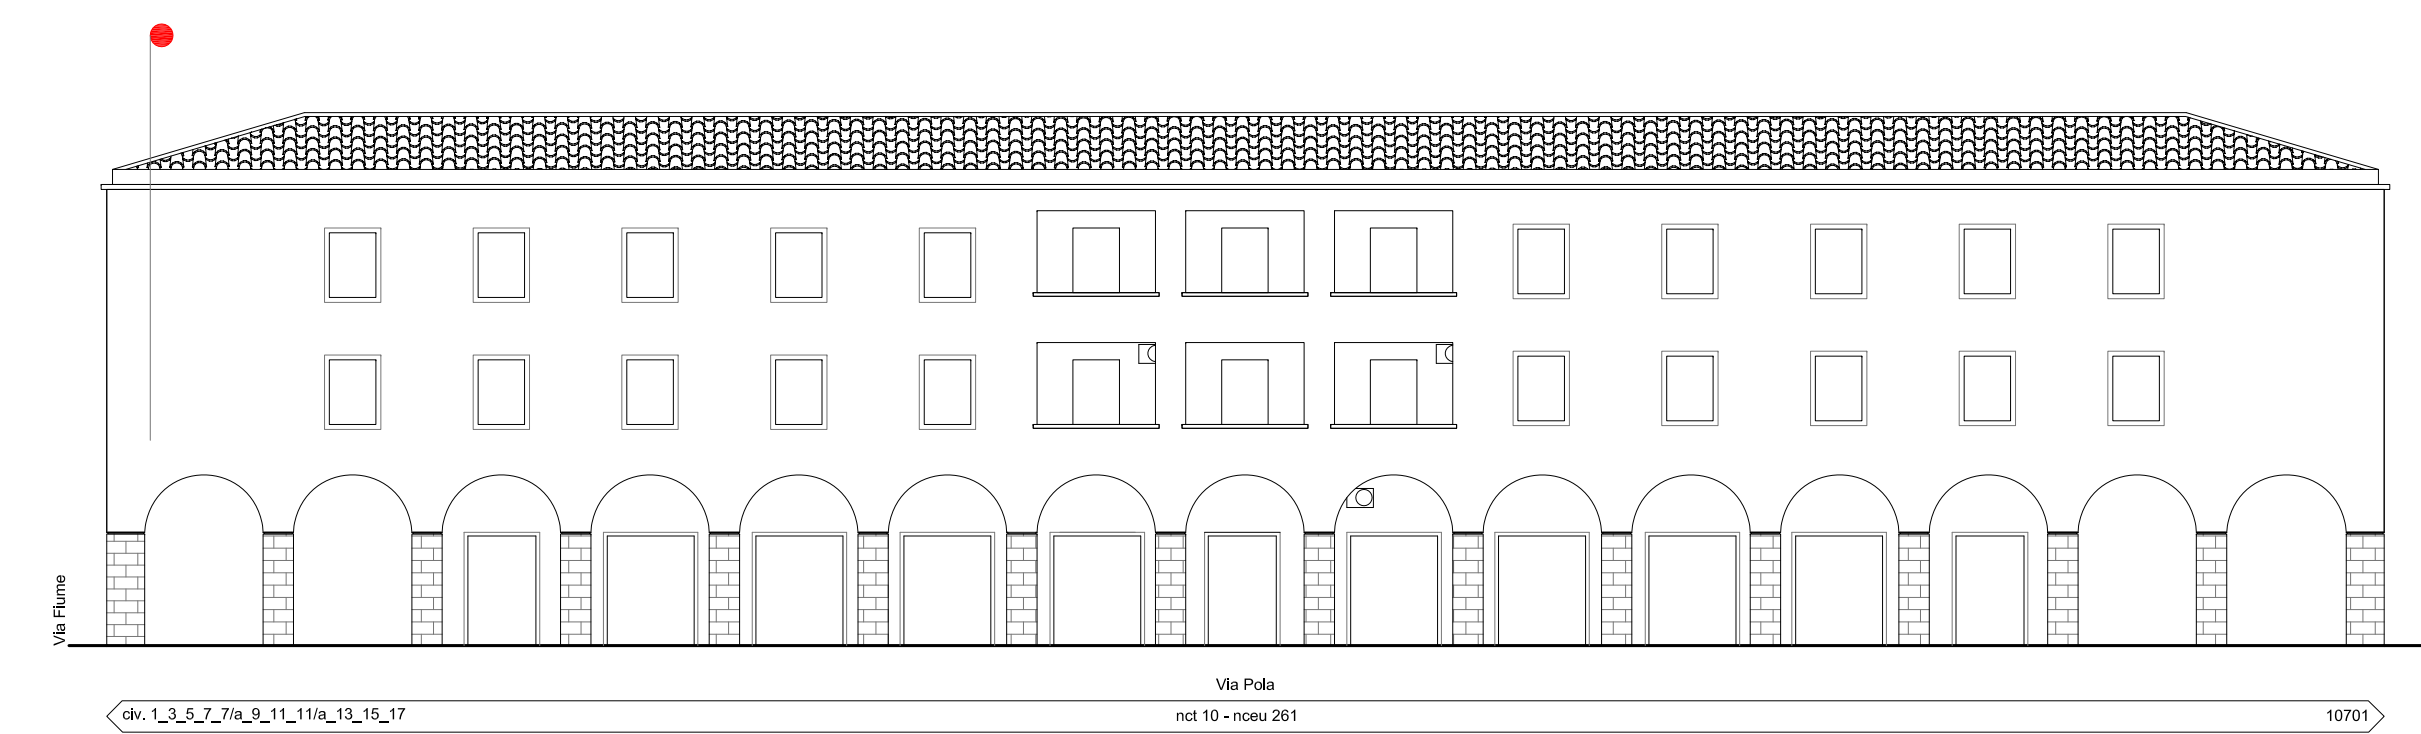 Via Fiume
Via Pola
civ. 1_3_5_7_7/a_9_11_11/a_13_15_17
nct 10 - nceu 261
10701